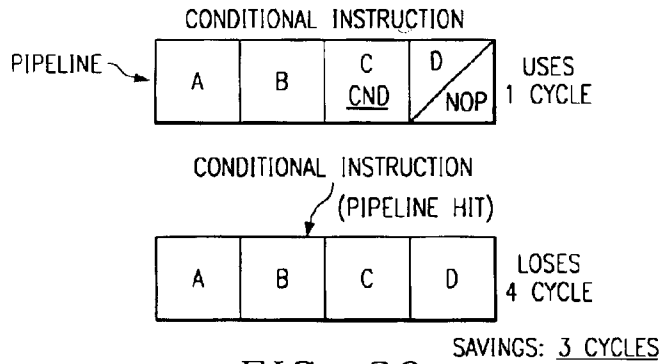 CONDITIONAL INSTRUCTION
PIPELINE
A B C D
CND NOP
USES
1 CYCLE
CONDITIONAL INSTRUCTION
(PIPELINE HIT)
A B C D
LOSES
4 CYCLE
SAVINGS: 3 CYCLES